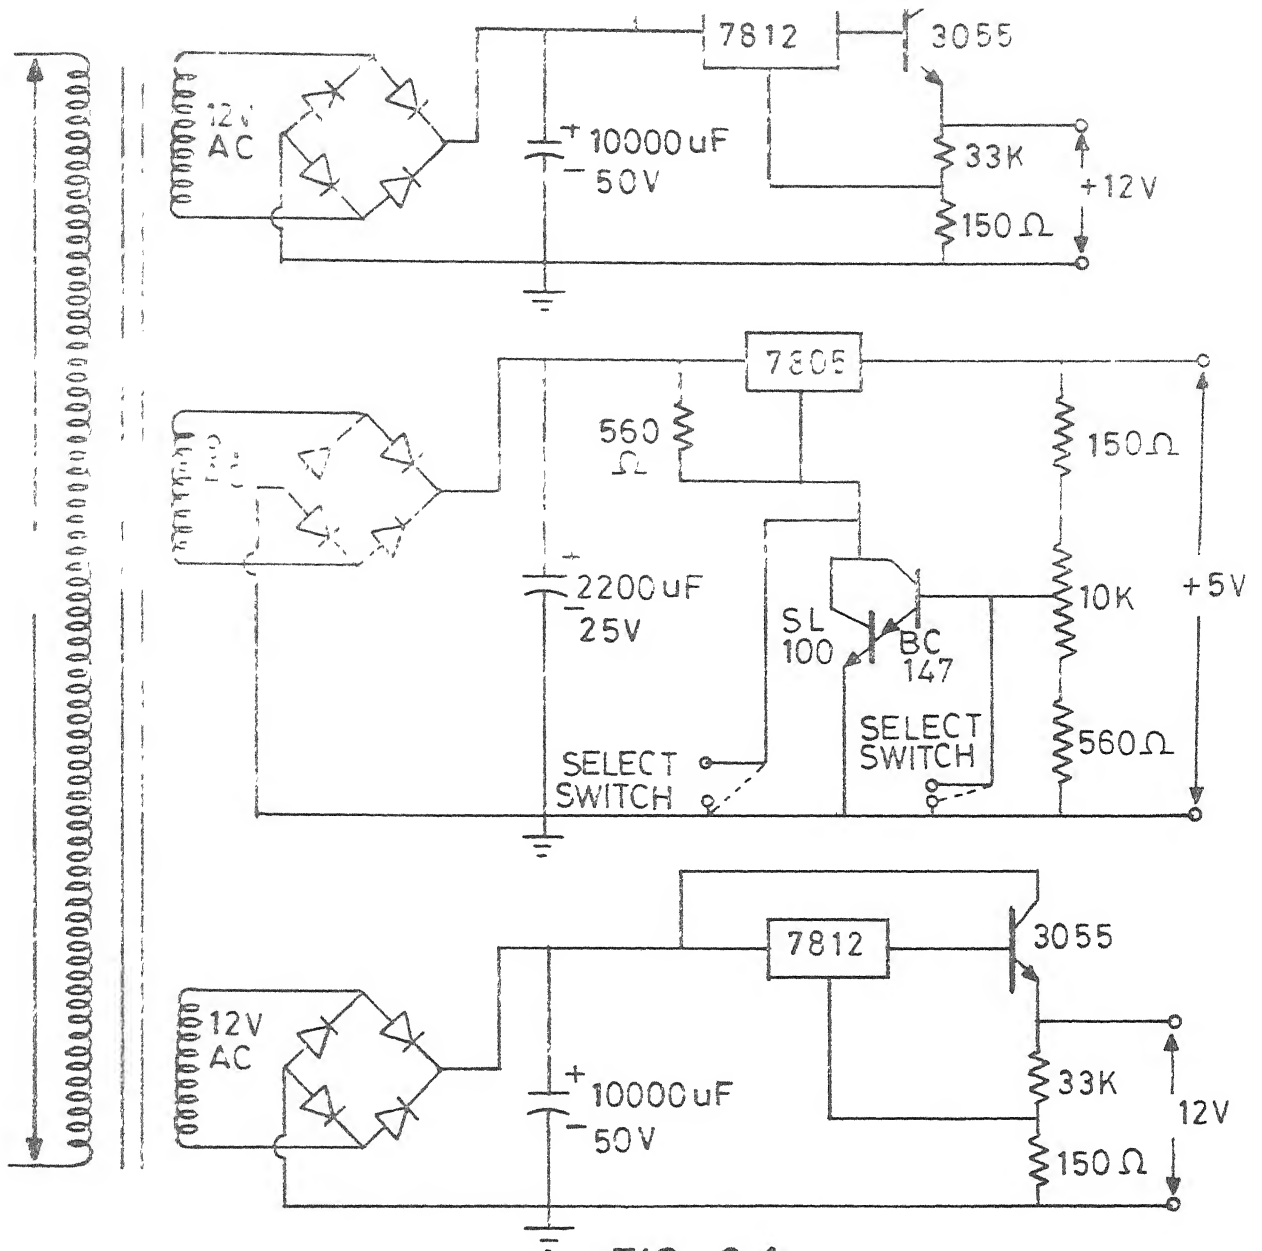 7812
3055
12V
AC
+
10000uF
-
50V
33K
+12V
150Ω
7805
560
Ω
150Ω
+
2200uF
-
25V
SL
100
BC
147
10K
+5V
SELECT
SWITCH
SELECT
SWITCH
560Ω
7812
3055
12V
AC
+
10000uF
-
50V
33K
12V
150Ω